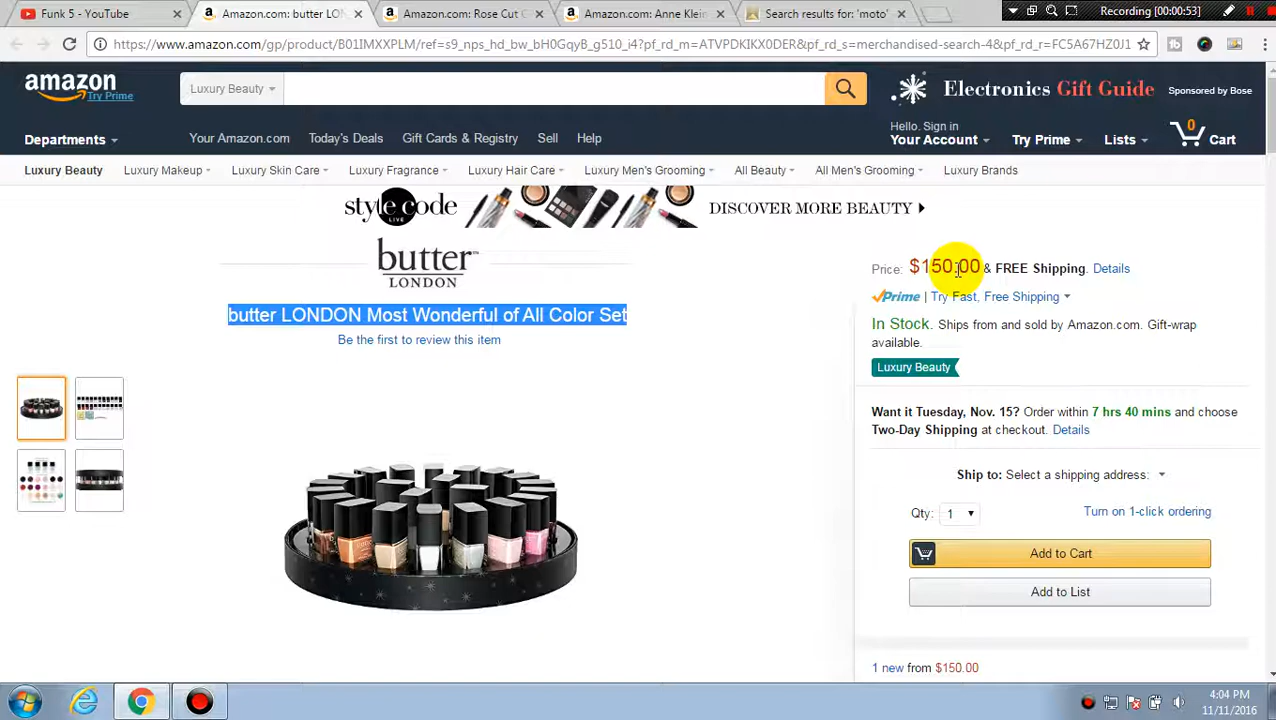 Funk 5 - YouTube
Amazon.com: butter LON
Amazon.com: Rose Cut G
Amazon.com: Anne Klein
Search results for: 'moto'
Recording [00:00:53]
https://www.amazon.com/gp/product/B01IMXXPLM/ref=s9_nps_hd_bw_bH0GqyB_g510_i4?pf_rd_m=ATVPDKIKX0DER&pf_rd_s=merchandised-search-4&pf_rd_r=FC5A67HZ0J1
amazon
Try Prime
Luxury Beauty
Electronics Gift Guide
Sponsored by Bose
Departments
Your Amazon.com
Today's Deals
Gift Cards & Registry
Sell
Help
Hello. Sign in
Your Account
Try Prime
Lists
0
Cart
Luxury Beauty
Luxury Makeup
Luxury Skin Care
Luxury Fragrance
Luxury Hair Care
Luxury Men's Grooming
All Beauty
All Men's Grooming
Luxury Brands
style code
LIVE
DISCOVER MORE BEAUTY
butter™
LONDON
butter LONDON Most Wonderful of All Color Set
Be the first to review this item
Price: $150.00 & FREE Shipping. Details
Prime | Try Fast, Free Shipping
In Stock. Ships from and sold by Amazon.com. Gift-wrap
available.
Luxury Beauty
Want it Tuesday, Nov. 15? Order within 7 hrs 40 mins and choose
Two-Day Shipping at checkout. Details
Ship to: Select a shipping address:
Qty: 1
Turn on 1-click ordering
Add to Cart
Add to List
1 new from $150.00
4:04 PM
11/11/2016